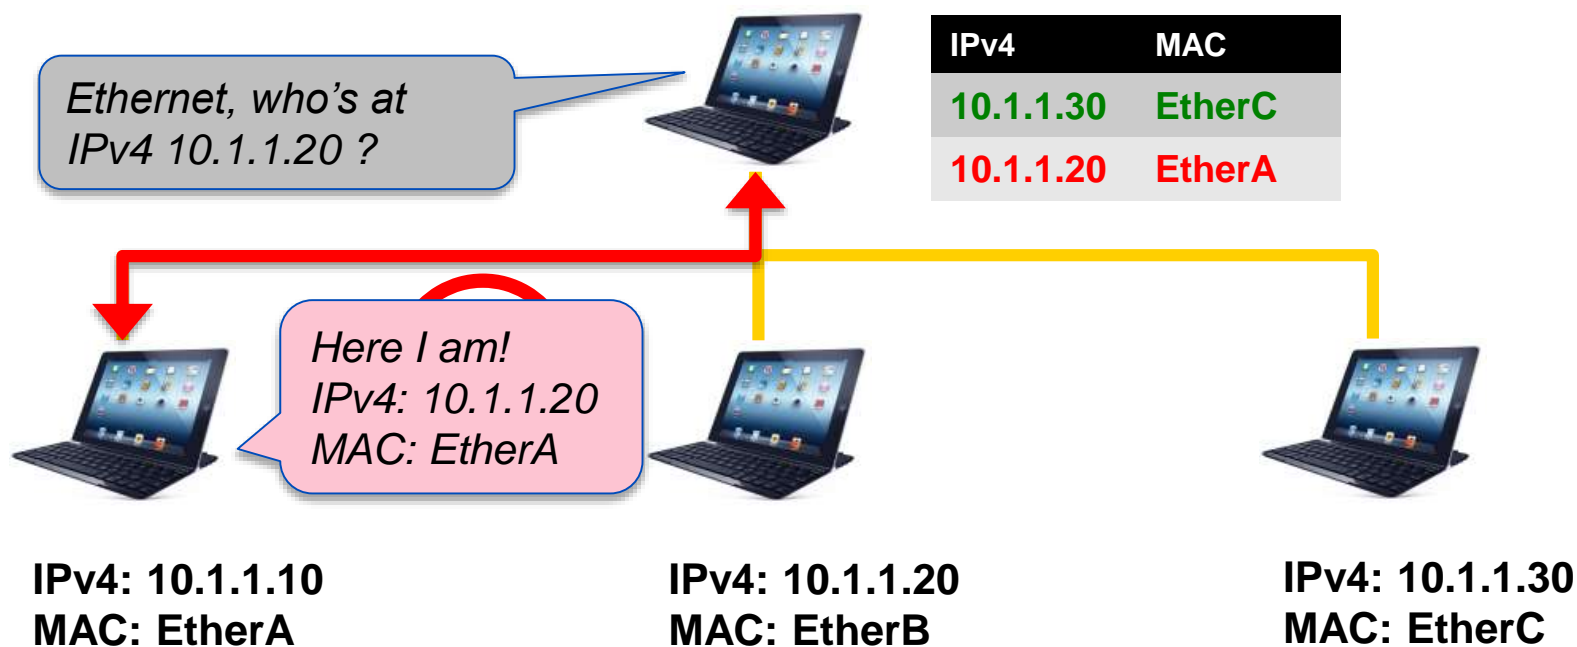 Ethernet, who's at
IPv4 10.1.1.20 ?
IPv4 MAC
10.1.1.30 EtherC
10.1.1.20 EtherA
Here I am!
IPv4: 10.1.1.20
MAC: EtherA
IPv4: 10.1.1.10
MAC: EtherA
IPv4: 10.1.1.20
MAC: EtherB
IPv4: 10.1.1.30
MAC: EtherC